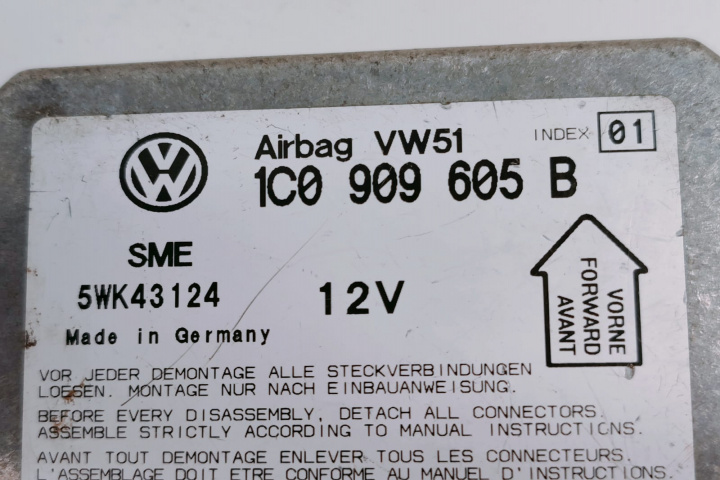 Airbag VW51 INDEX 01
1C0 909 605 B
SME
5WK43124 12V
Made in Germany
VORNE
FORWARD
AVANT
VOR JEDER DEMONTAGE ALLE STECKVERBINDUNGEN
LOESEN. MONTAGE NUR NACH EINBAUANWEISUNG.
BEFORE EVERY DISASSEMBLY, DETACH ALL CONNECTORS.
ASSEMBLE STRICTLY ACCORDING TO MANUAL INSTRUCTIONS.
AVANT TOUT DEMONTAGE ENLEVER TOUS LES CONNECTEURS.
L'ASSEMBLAGE DOIT ETRE CONFORME AU MANUEL D'INSTRUCTIONS.